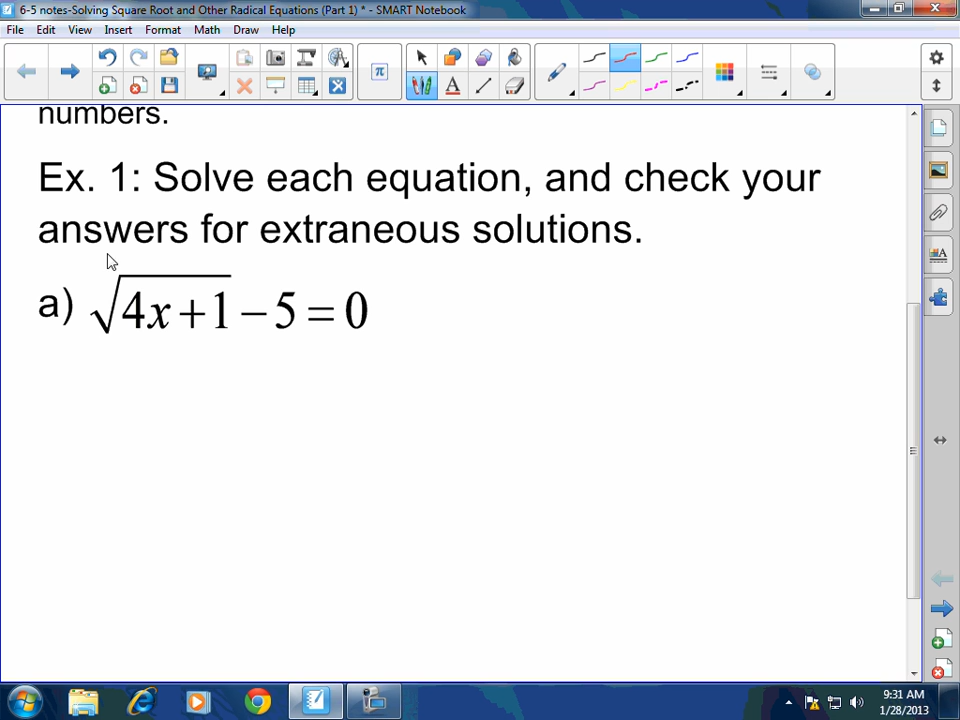 6-5 notes-Solving Square Root and Other Radical Equations (Part 1) * - SMART Notebook
File Edit View Insert Format Math Draw Help
numbers.
Ex. 1: Solve each equation, and check your
answers for extraneous solutions.
a) √4x+1 − 5 = 0
9:31 AM
1/28/2013